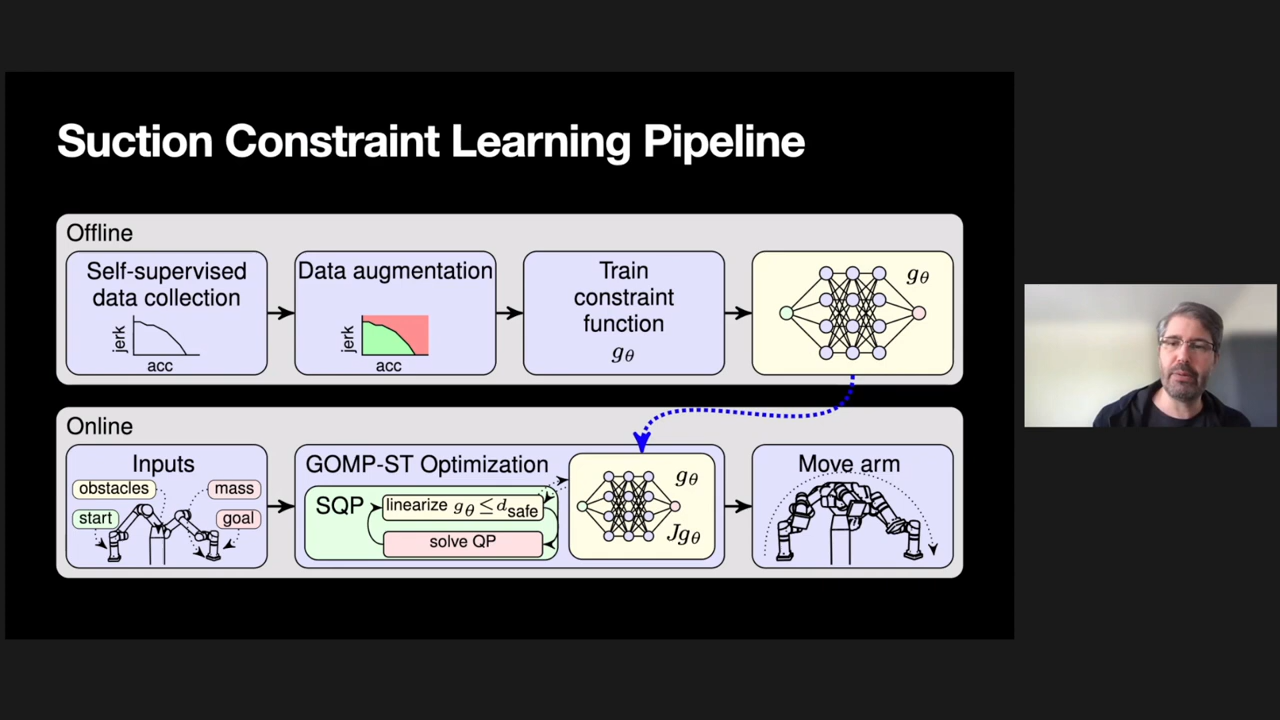 Suction Constraint Learning Pipeline
Offline
Self-supervised
data collection
jerk
acc
Data augmentation
jerk
acc
Train
constraint
function
gθ
gθ
Online
Inputs
obstacles
mass
start
goal
GOMP-ST Optimization
SQP
linearize gθ ≤ dsafe
solve QP
gθ
Jgθ
Move arm